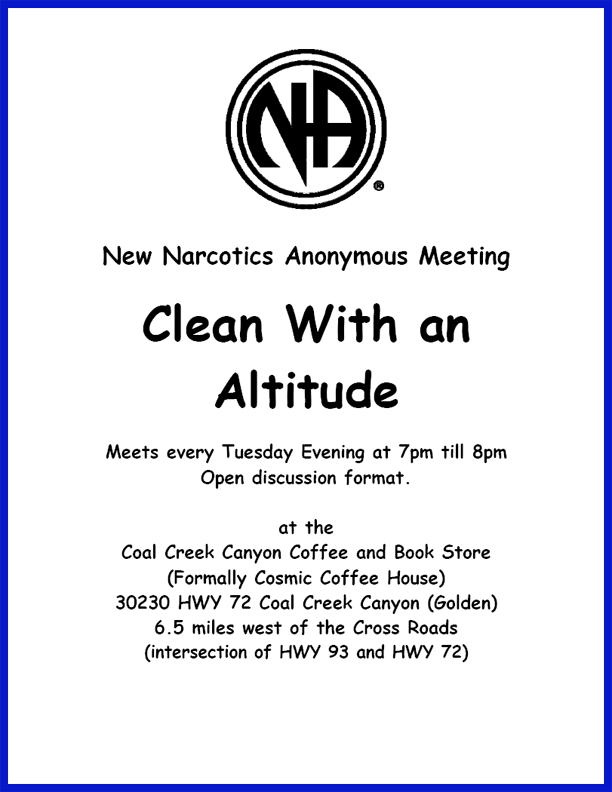 NA
®
New Narcotics Anonymous Meeting
Clean With an
Altitude
Meets every Tuesday Evening at 7pm till 8pm
Open discussion format.
at the
Coal Creek Canyon Coffee and Book Store
(Formally Cosmic Coffee House)
30230 HWY 72 Coal Creek Canyon (Golden)
6.5 miles west of the Cross Roads
(intersection of HWY 93 and HWY 72)